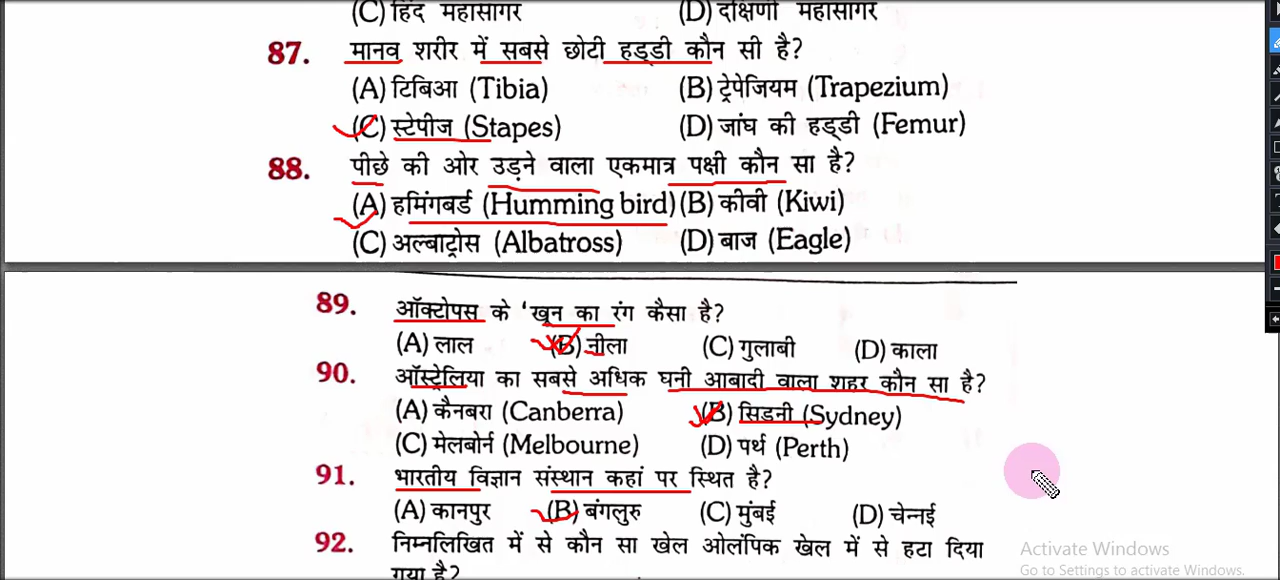 (C) हिंद महासागर (D) दक्षिणी महासागर
87. मानव शरीर में सबसे छोटी हड्डी कौन सी है?
(A) टिबिआ (Tibia) (B) ट्रेपेजियम (Trapezium)
(C) स्टेपीज (Stapes) (D) जांघ की हड्डी (Femur)
88. पीछे की ओर उड़ने वाला एकमात्र पक्षी कौन सा है?
(A) हमिंगबर्ड (Humming bird) (B) कीवी (Kiwi)
(C) अल्बाट्रोस (Albatross) (D) बाज (Eagle)
89. ऑक्टोपस के 'खून का रंग कैसा है?
(A) लाल (B) नीला (C) गुलाबी (D) काला
90. ऑस्ट्रेलिया का सबसे अधिक घनी आबादी वाला शहर कौन सा है?
(A) कैनबरा (Canberra) (B) सिडनी (Sydney)
(C) मेलबोर्न (Melbourne) (D) पर्थ (Perth)
91. भारतीय विज्ञान संस्थान कहां पर स्थित है?
(A) कानपुर (B) बंगलुरु (C) मुंबई (D) चेन्नई
92. निम्नलिखित में से कौन सा खेल ओलंपिक खेल में से हटा दिया
गया है?
Activate Windows
Go to Settings to activate Windows.